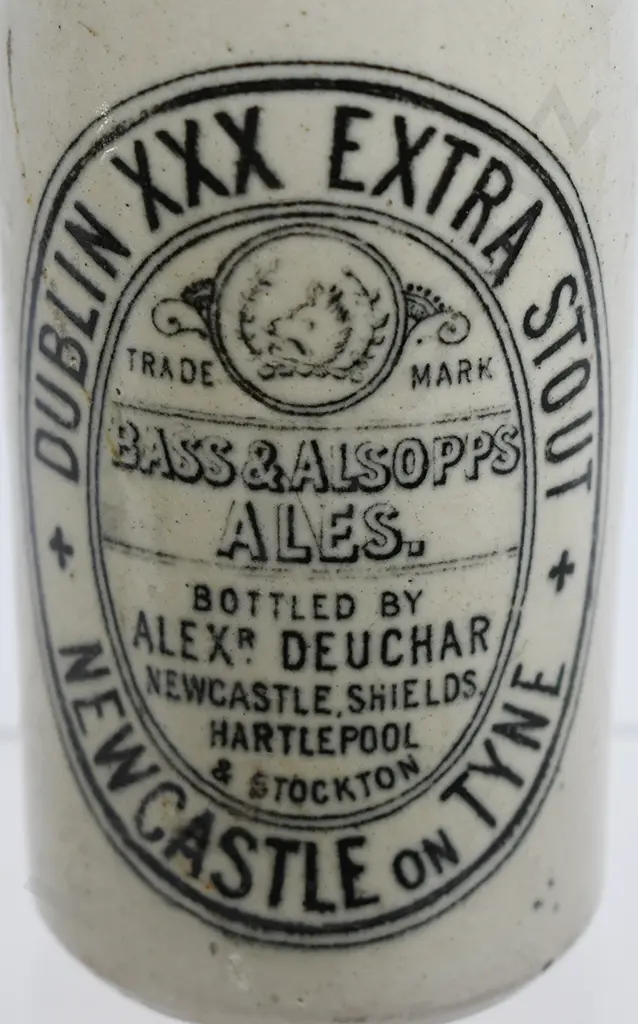 DUBLIN XXX EXTRA STOUT
TRADE MARK
BASS & ALSOPPS
ALES.
BOTTLED BY
ALEXR. DEUCHAR
NEWCASTLE, SHIELDS,
HARTLEPOOL
& STOCKTON
NEWCASTLE ON TYNE